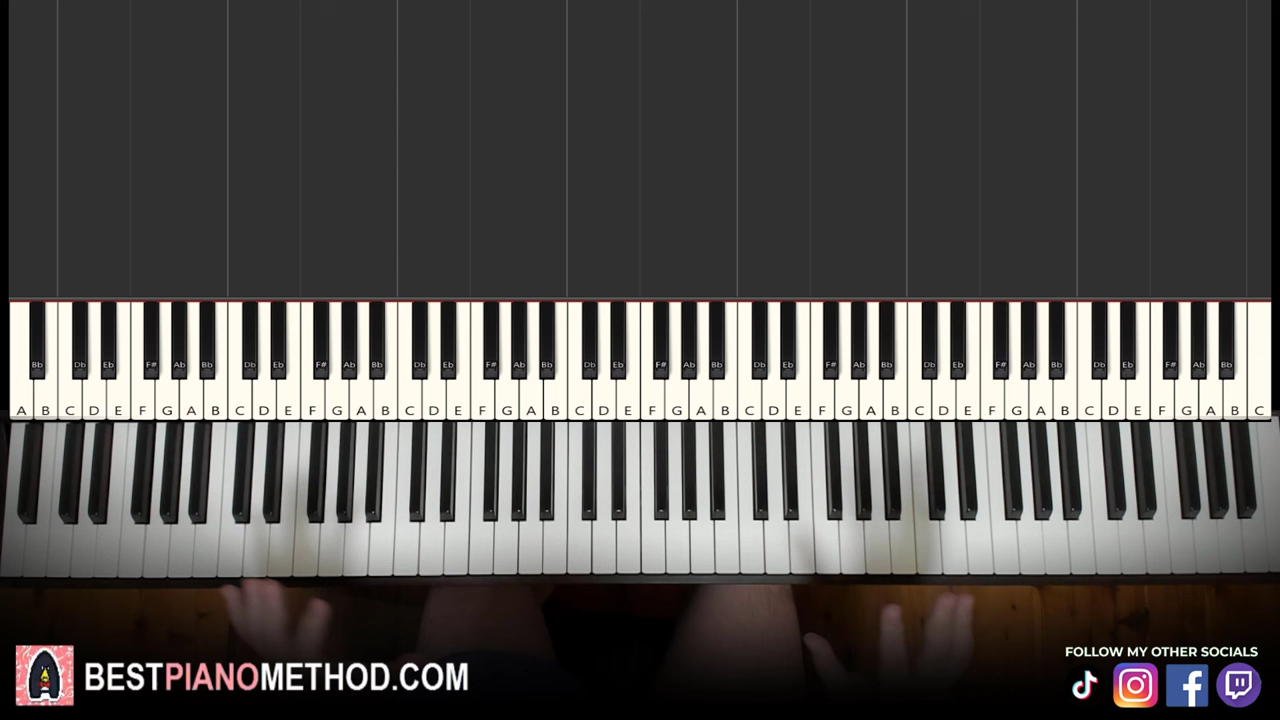 Bb Db Eb F# Ab Bb Db Eb F# Ab Bb Db Eb F# Ab Bb Db Eb F# Ab Bb Db Eb F# Ab Bb Db Eb F# Ab Bb Db Eb F# Ab Bb
A B C D E F G A B C D E F G A B C D E F G A B C D E F G A B C D E F G A B C D E F G A B C D E F G A B C
FOLLOW MY OTHER SOCIALS
BESTPIANOMETHOD.COM